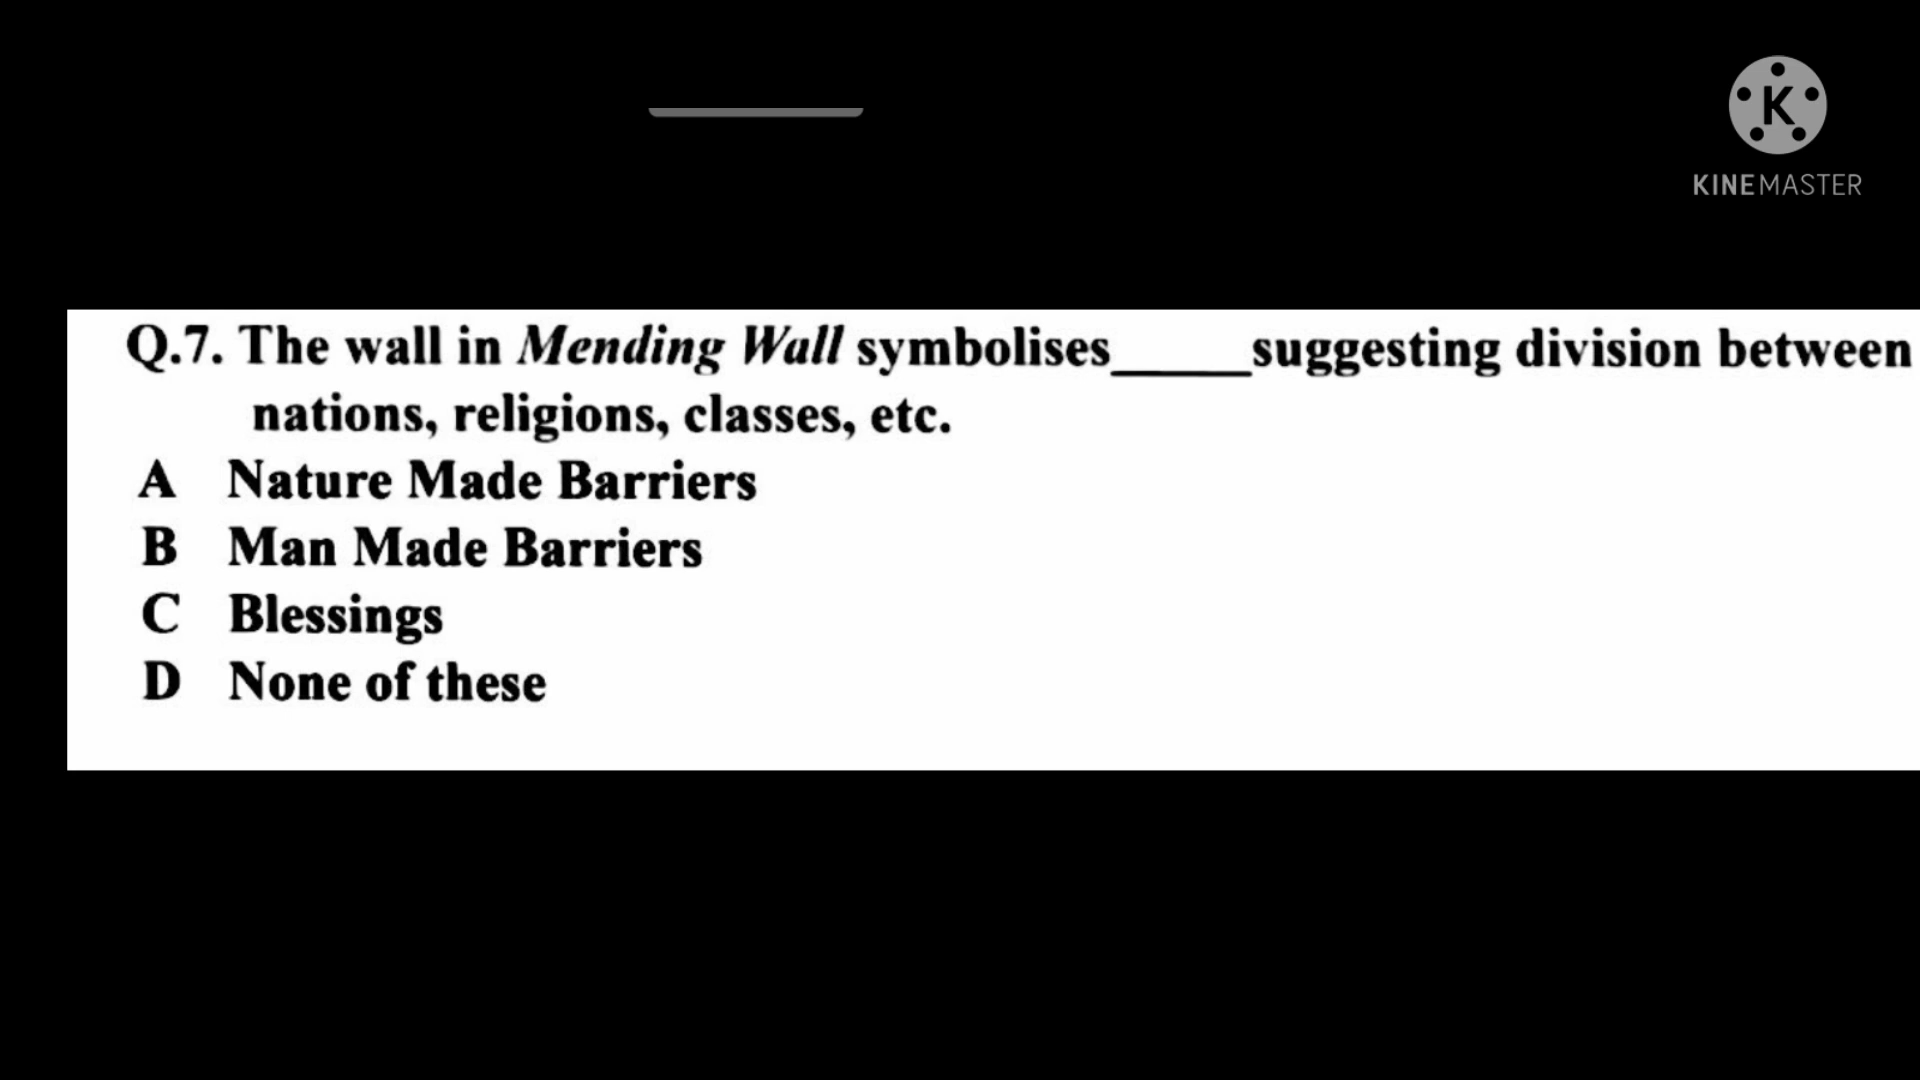 KINEMASTER
Q.7. The wall in Mending Wall symbolises_____suggesting division between
nations, religions, classes, etc.
A Nature Made Barriers
B Man Made Barriers
C Blessings
D None of these